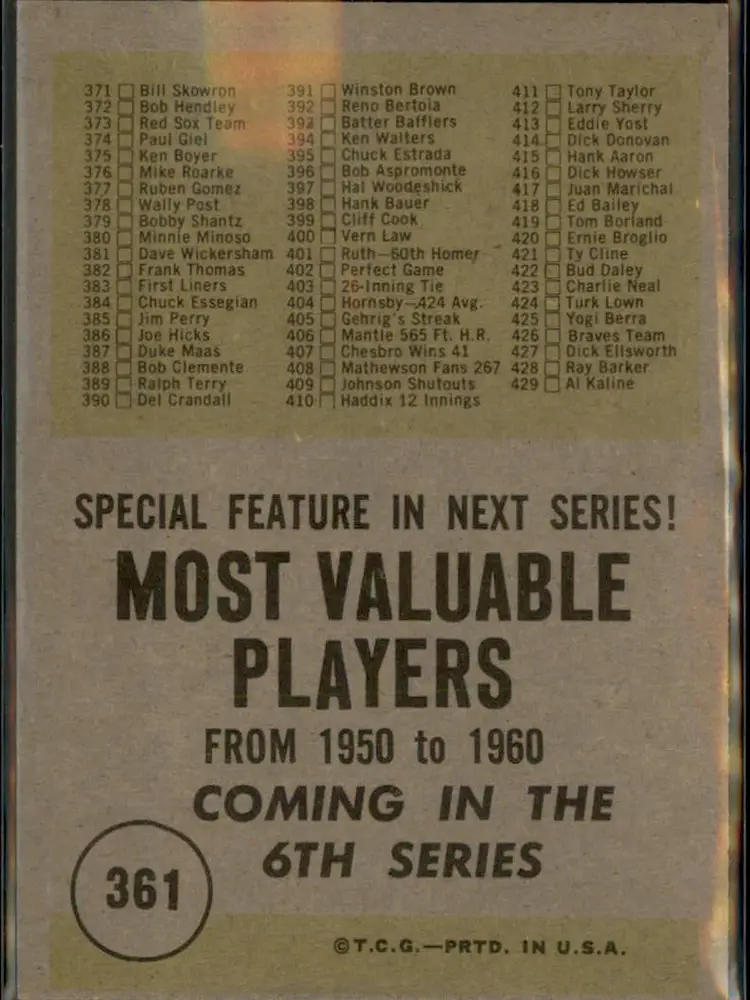 371 Bill Skowron
372 Bob Hendley
373 Red Sox Team
374 Paul Giel
375 Ken Boyer
376 Mike Roarke
377 Ruben Gomez
378 Wally Post
379 Bobby Shantz
380 Minnie Minoso
381 Dave Wickersham
382 Frank Thomas
383 First Liners
384 Chuck Essegian
385 Jim Perry
386 Joe Hicks
387 Duke Maas
388 Bob Clemente
389 Ralph Terry
390 Del Crandall
391 Winston Brown
392 Reno Bertoia
393 Batter Bafflers
394 Ken Walters
395 Chuck Estrada
396 Bob Aspromonte
397 Hal Woodeshick
398 Hank Bauer
399 Cliff Cook
400 Vern Law
401 Ruth—60th Homer
402 Perfect Game
403 26-Inning Tie
404 Hornsby—.424 Avg.
405 Gehrig's Streak
406 Mantle 565 Ft. H.R.
407 Chesbro Wins 41
408 Mathewson Fans 267
409 Johnson Shutouts
410 Haddix 12 Innings
411 Tony Taylor
412 Larry Sherry
413 Eddie Yost
414 Dick Donovan
415 Hank Aaron
416 Dick Howser
417 Juan Marichal
418 Ed Bailey
419 Tom Borland
420 Ernie Broglio
421 Ty Cline
422 Bud Daley
423 Charlie Neal
424 Turk Lown
425 Yogi Berra
426 Braves Team
427 Dick Ellsworth
428 Ray Barker
429 Al Kaline
SPECIAL FEATURE IN NEXT SERIES!
MOST VALUABLE
PLAYERS
FROM 1950 to 1960
COMING IN THE
6TH SERIES
361
©T.C.G.—PRTD. IN U.S.A.